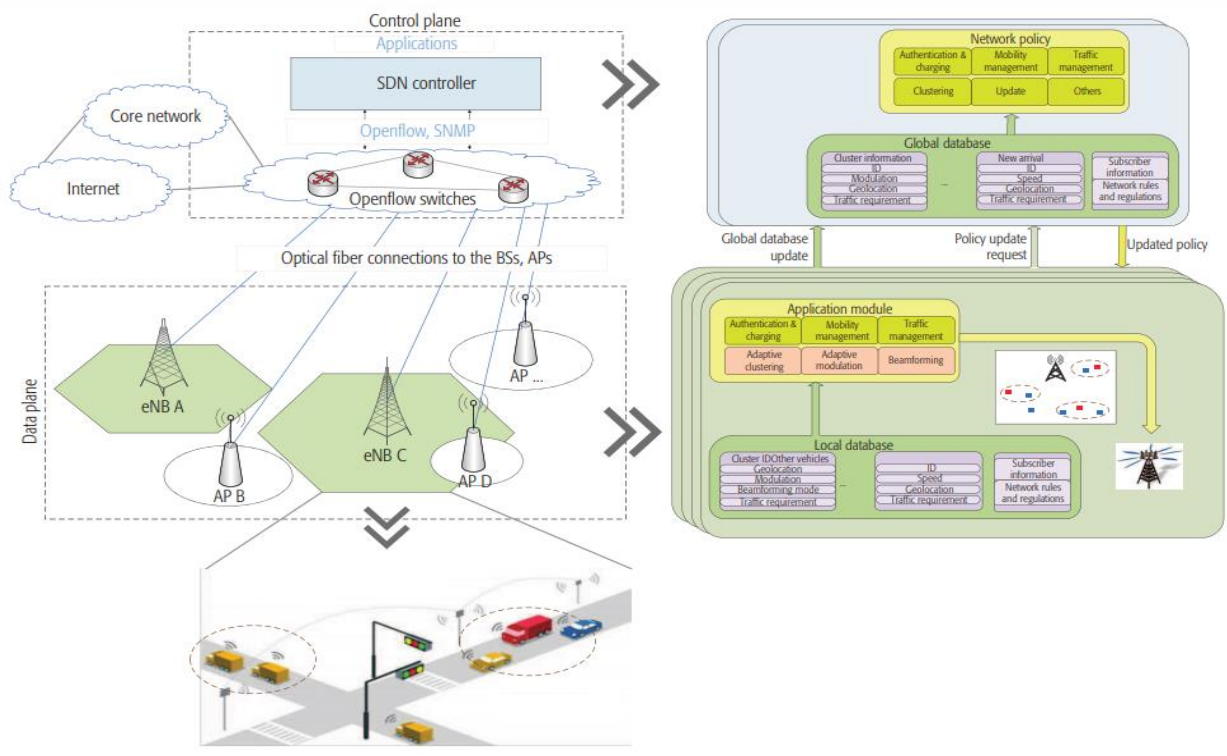 Control plane
Applications
SDN controller
Openflow, SNMP
Core network
Internet
Openflow switches
Optical fiber connections to the BSs, APs
Data plane
eNB A
AP B
eNB C
AP D
AP ...
Network policy
Authentication &
charging
Mobility
management
Traffic
management
Clustering
Update
Others
Global database
Cluster information
ID
Modulation
Geolocation
Traffic requirement
...
New arrival
ID
Speed
Geolocation
Traffic requirement
Subscriber
information
Network rules
and regulations
Global database
update
Policy update
request
Updated policy
Application module
Authentication &
charging
Mobility
management
Traffic
management
Adaptive
clustering
Adaptive
modulation
Beamforming
Local database
Cluster IDOther vehicles
Geolocation
Modulation
Beamforming mode
Traffic requirement
...
ID
Speed
Geolocation
Traffic requirement
Subscriber
information
Network rules
and regulations